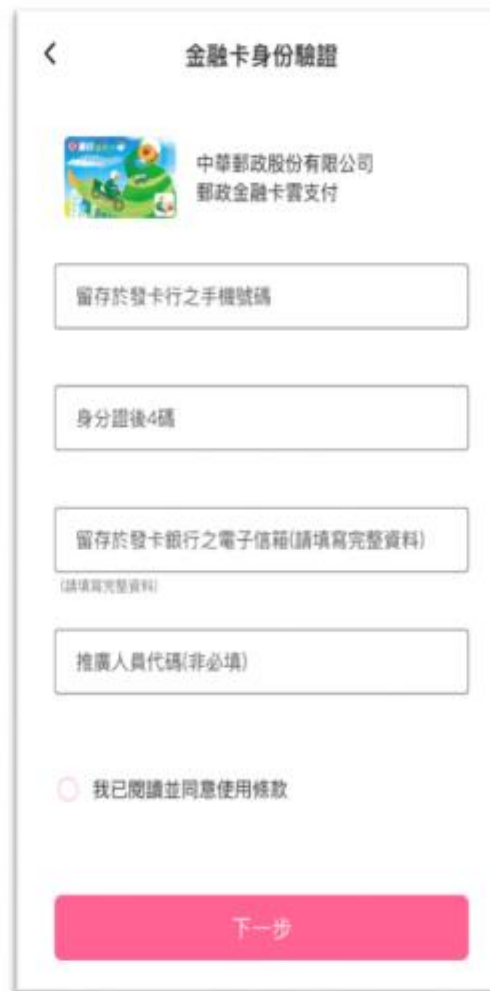 金融卡身份驗證
中華郵政股份有限公司
郵政金融卡雲支付
留存於發卡行之手機號碼
身分證後4碼
留存於發卡銀行之電子信箱(請填寫完整資料)
(請填寫完整資料)
推廣人員代碼(非必填)
我已閱讀並同意使用條款
下一步